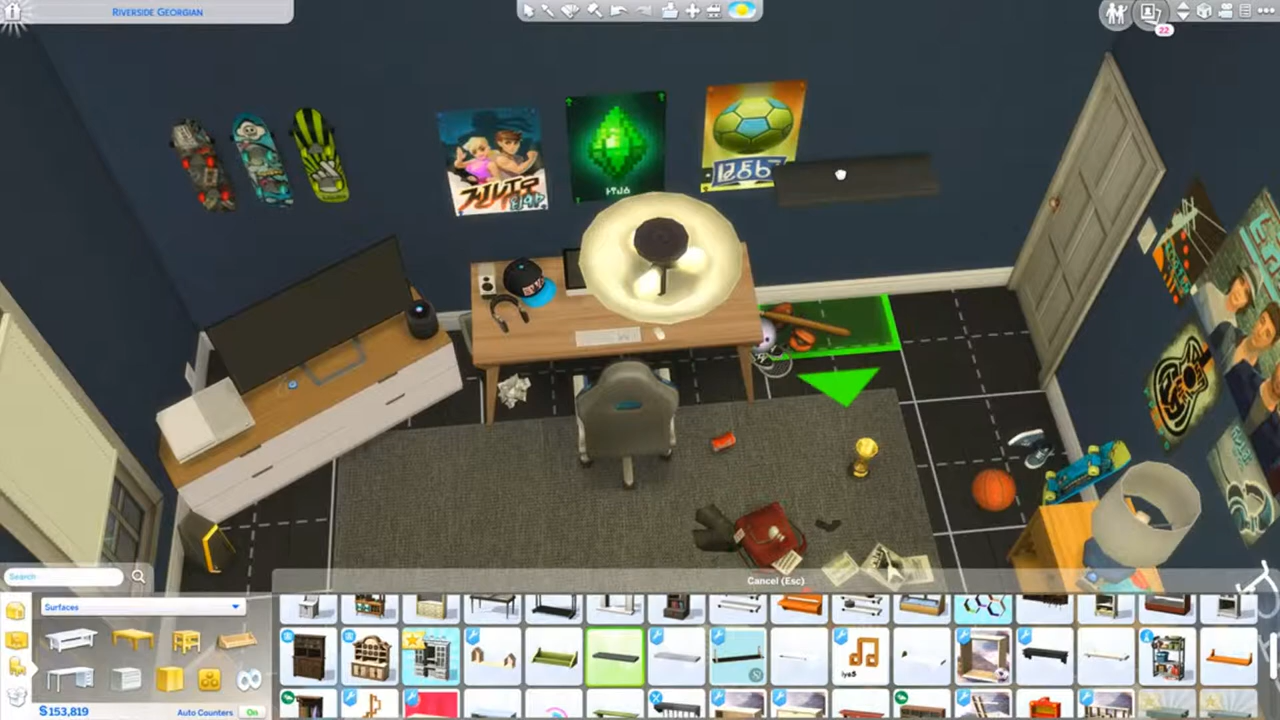 Riverside Georgian
22
Cancel (Esc)
Search
Surfaces
$153,819
Auto Counters
On